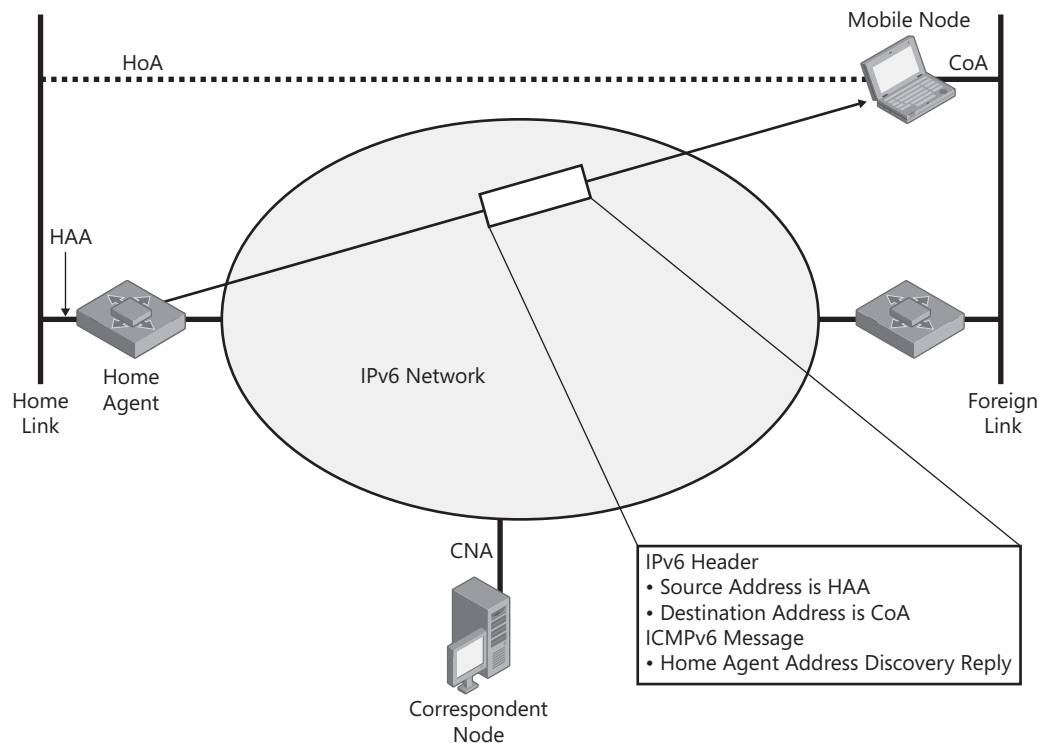 Mobile Node
HoA
CoA
HAA
Home
Agent
IPv6 Network
Home
Link
Foreign
Link
CNA
IPv6 Header
• Source Address is HAA
• Destination Address is CoA
ICMPv6 Message
• Home Agent Address Discovery Reply
Correspondent
Node